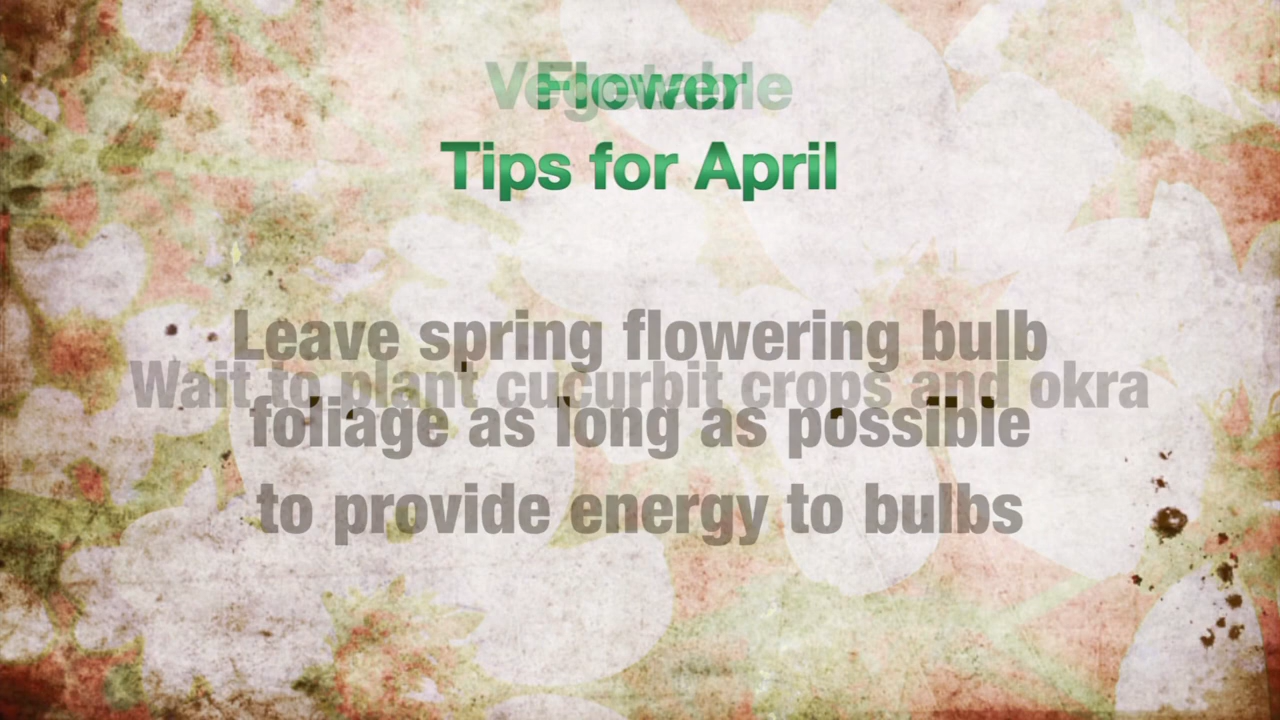 Vegetable
Flower
Tips for April
Leave spring flowering bulb
Wait to plant cucurbit crops and okra
foliage as long as possible
to provide energy to bulbs